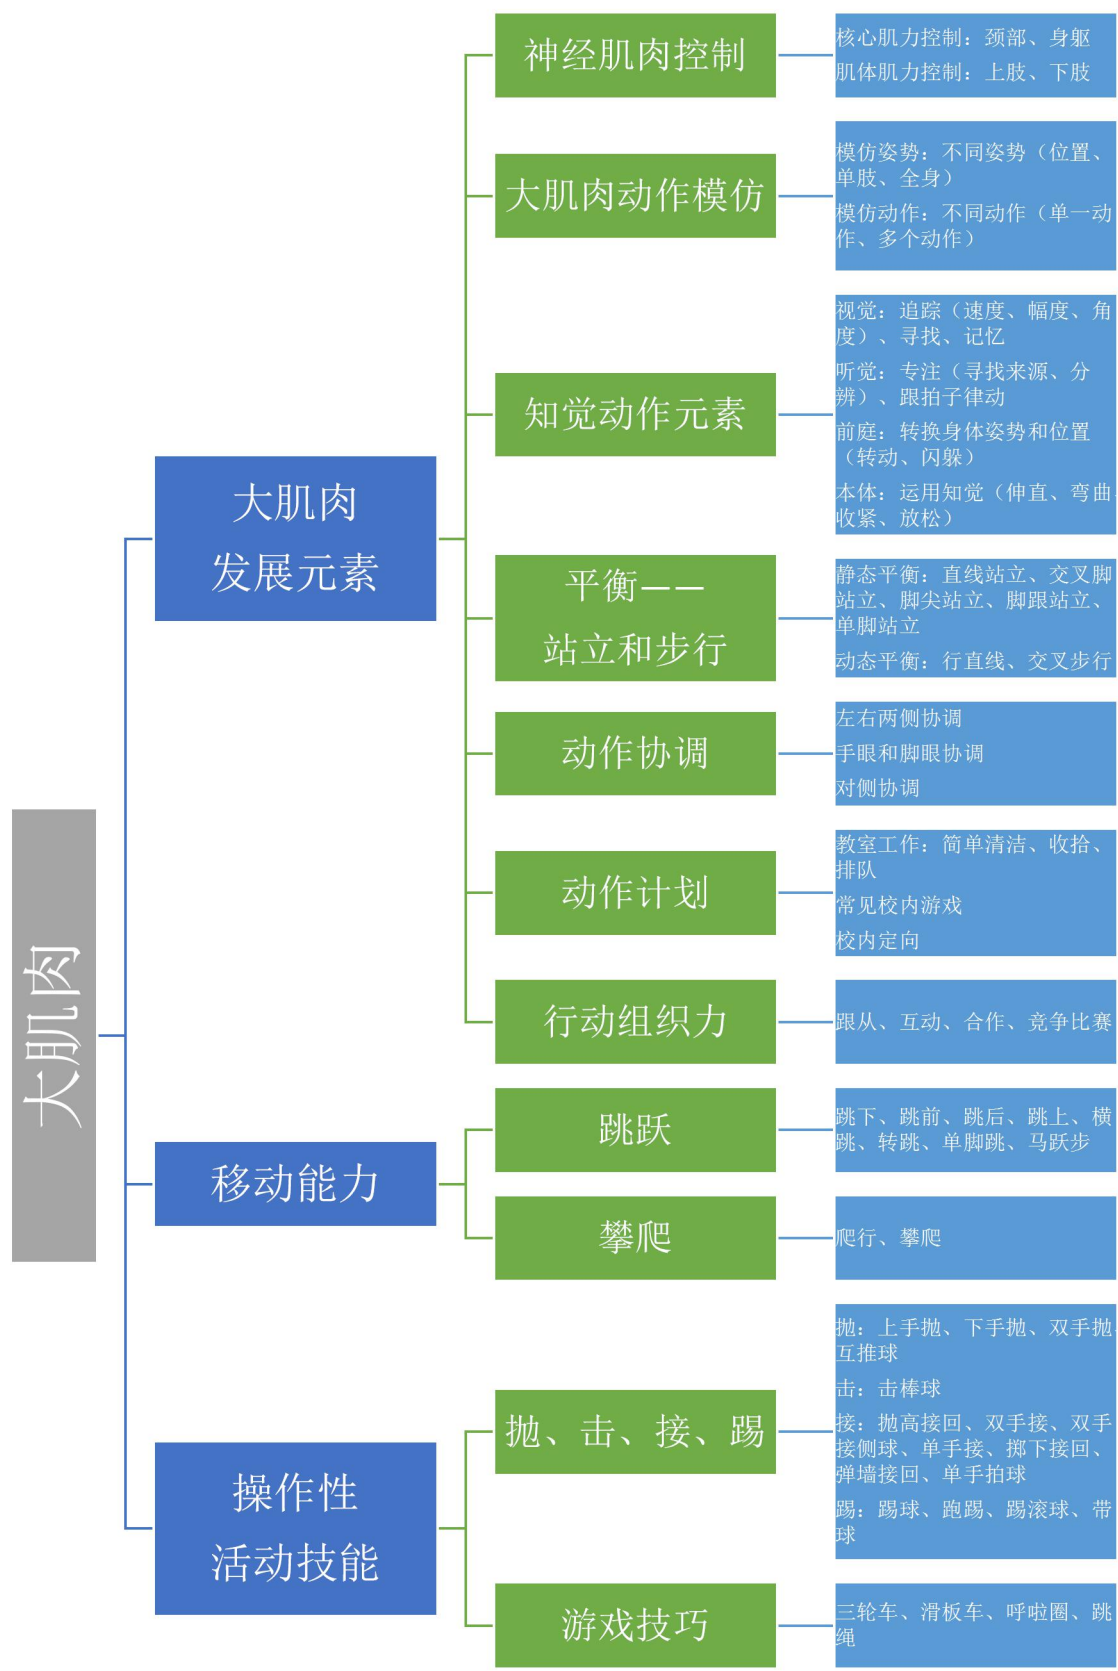 大肌肉
大肌肉
发展元素
神经肌肉控制
核心肌力控制：颈部、身躯
肌体肌力控制：上肢、下肢
大肌肉动作模仿
模仿姿势：不同姿势（位置、
单肢、全身）
模仿动作：不同动作（单一动
作、多个动作）
知觉动作元素
视觉：追踪（速度、幅度、角
度）、寻找、记忆
听觉：专注（寻找来源、分
辨）、跟拍子律动
前庭：转换身体姿势和位置
（转动、闪躲）
本体：运用知觉（伸直、弯曲、
收紧、放松）
平衡——
站立和步行
静态平衡：直线站立、交叉脚
站立、脚尖站立、脚跟站立、
单脚站立
动态平衡：行直线、交叉步行
动作协调
左右两侧协调
手眼和脚眼协调
对侧协调
动作计划
教室工作：简单清洁、收拾、
排队
常见校内游戏
校内定向
行动组织力
跟从、互动、合作、竞争比赛
移动能力
跳跃
跳下、跳前、跳后、跳上、横
跳、转跳、单脚跳、马跃步
攀爬
爬行、攀爬
操作性
活动技能
抛、击、接、踢
抛：上手抛、下手抛、双手抛、
互推球
击：击棒球
接：抛高接回、双手接、双手
接侧球、单手接、掷下接回、
弹墙接回、单手拍球
踢：踢球、跑踢、踢滚球、带
球
游戏技巧
三轮车、滑板车、呼啦圈、跳
绳